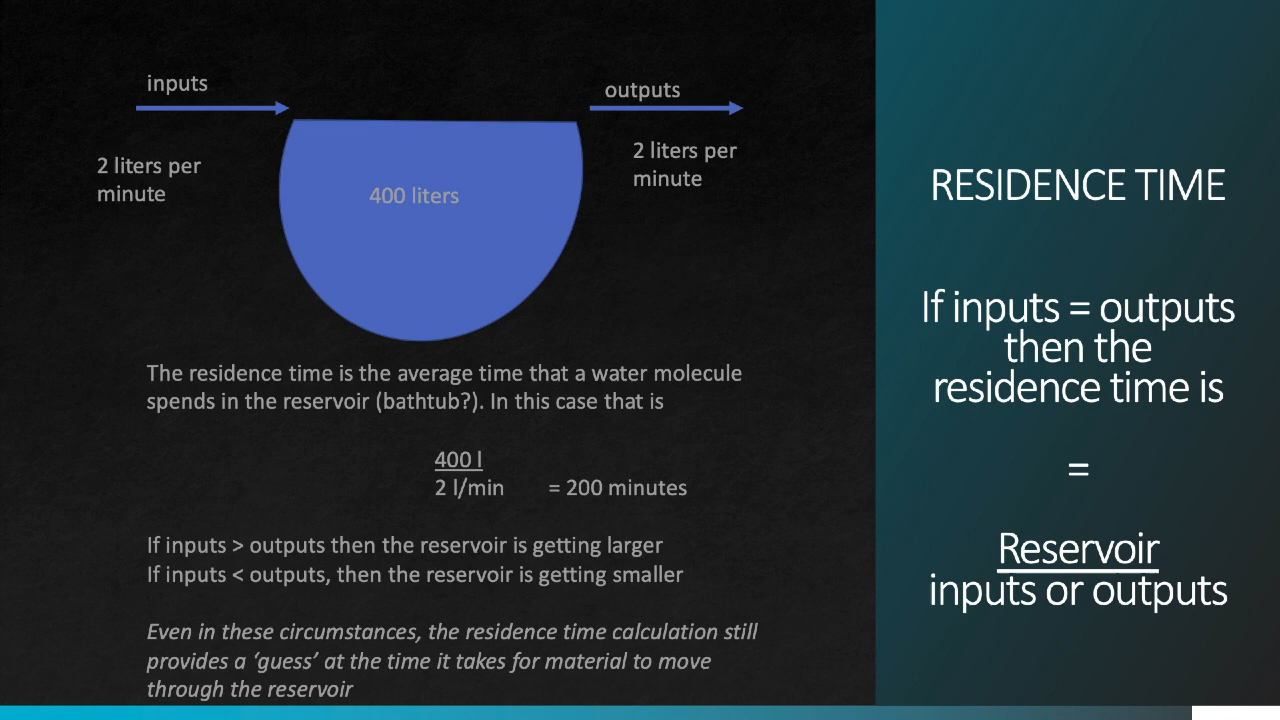 inputs
outputs
2 liters per
minute
2 liters per
minute
400 liters
The residence time is the average time that a water molecule
spends in the reservoir (bathtub?). In this case that is
400 l
2 l/min = 200 minutes
If inputs > outputs then the reservoir is getting larger
If inputs < outputs, then the reservoir is getting smaller
Even in these circumstances, the residence time calculation still
provides a ‘guess’ at the time it takes for material to move
through the reservoir
RESIDENCE TIME
If inputs = outputs
then the
residence time is
=
Reservoir
inputs or outputs